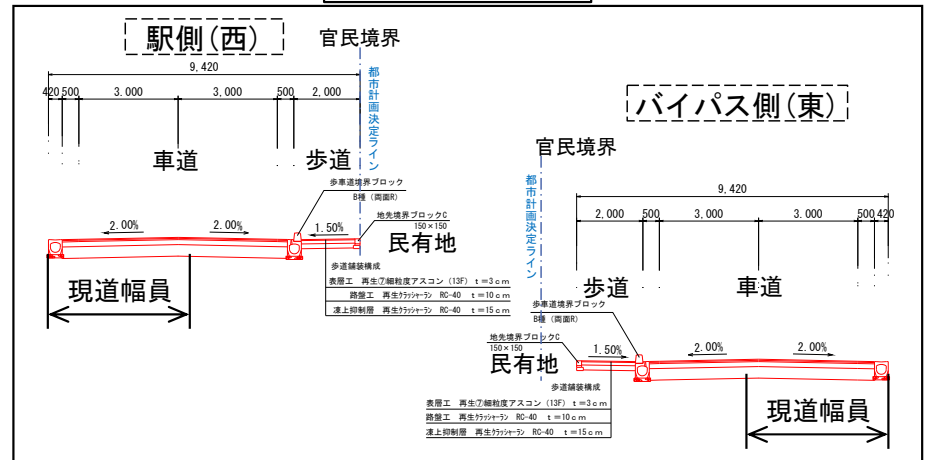 駅側(西)
官民境界
9,420
420 500 3.000 3,000 500 2,000
都市計画決定ライン
車道
歩道
歩車道境界ブロック
B種（両面R）
地先境界ブロックC
150×150
2.00%
2.00%
1.50%
民有地
歩道舗装構成
表層工 再生⑦細粒度アスコン（13F） t＝3cm
路盤工 再生クラッシャーラン RC-40 t＝10cm
凍上抑制層 再生クラッシャーラン RC-40 t＝15cm
現道幅員
バイパス側(東)
官民境界
都市計画決定ライン
9,420
2,000 500 3,000 3.000 500 420
歩道
車道
歩車道境界ブロック
B種（両面R）
地先境界ブロックC
150×150
1.50%
2.00%
2.00%
民有地
歩道舗装構成
表層工 再生⑦細粒度アスコン（13F） t＝3cm
路盤工 再生クラッシャーラン RC-40 t＝10cm
凍上抑制層 再生クラッシャーラン RC-40 t＝15cm
現道幅員